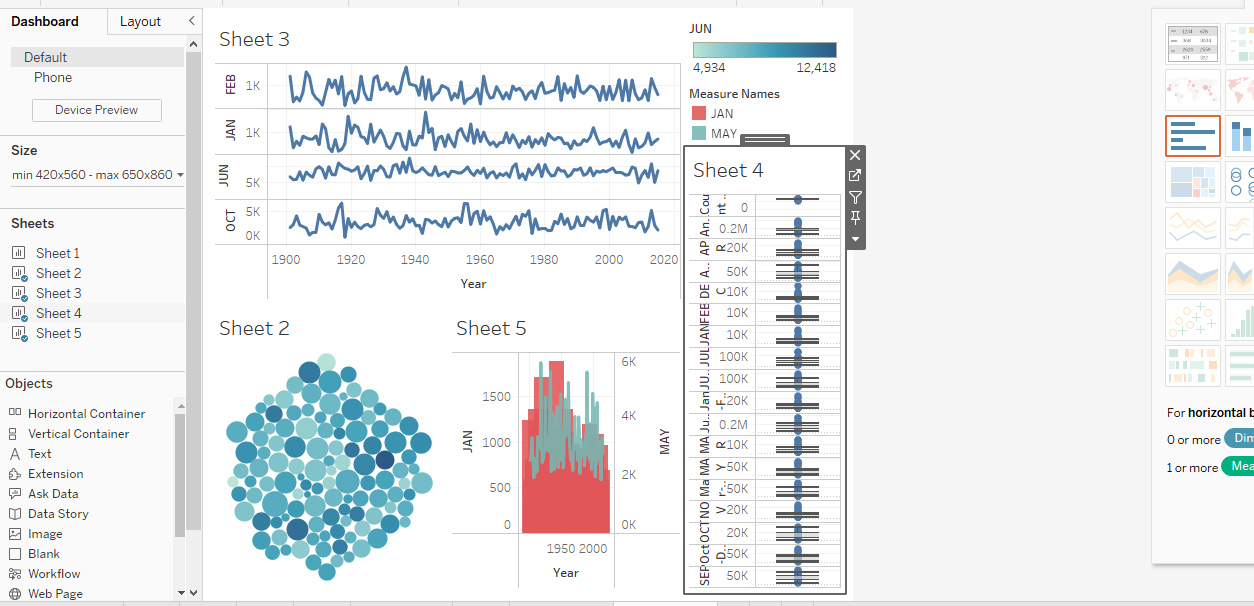 Dashboard
Layout
Default
Phone
Device Preview
Size
min 420x560 - max 650x860
Sheets
Sheet 1
Sheet 2
Sheet 3
Sheet 4
Sheet 5
Objects
Horizontal Container
Vertical Container
Text
Extension
Ask Data
Data Story
Image
Blank
Workflow
Web Page
Sheet 3
FEB
1K
JAN
1K
JUN
5K
OCT
5K
0K
1900 1920 1940 1960 1980 2000 2020
Year
Sheet 2
Sheet 5
JAN
1500
1000
500
0
6K
4K
2K
0K
MAY
1950 2000
Year
JUN
4,934 12,418
Measure Names
JAN
MAY
Sheet 4
Cou
nt ..
0
An..
0.2M
AP
R
20K
A..
50K
DE
C
10K
FEB
10K
JAN
10K
JUL
100K
JU..
100K
Jan
-F..
20K
Ju..
0.2M
MA
R
10K
MA
Y
50K
Ma
r-..
50K
NO
V
20K
OCT
20K
Oct
-D..
50K
SEP
50K
For horizontal b
0 or more Dim
1 or more Mea